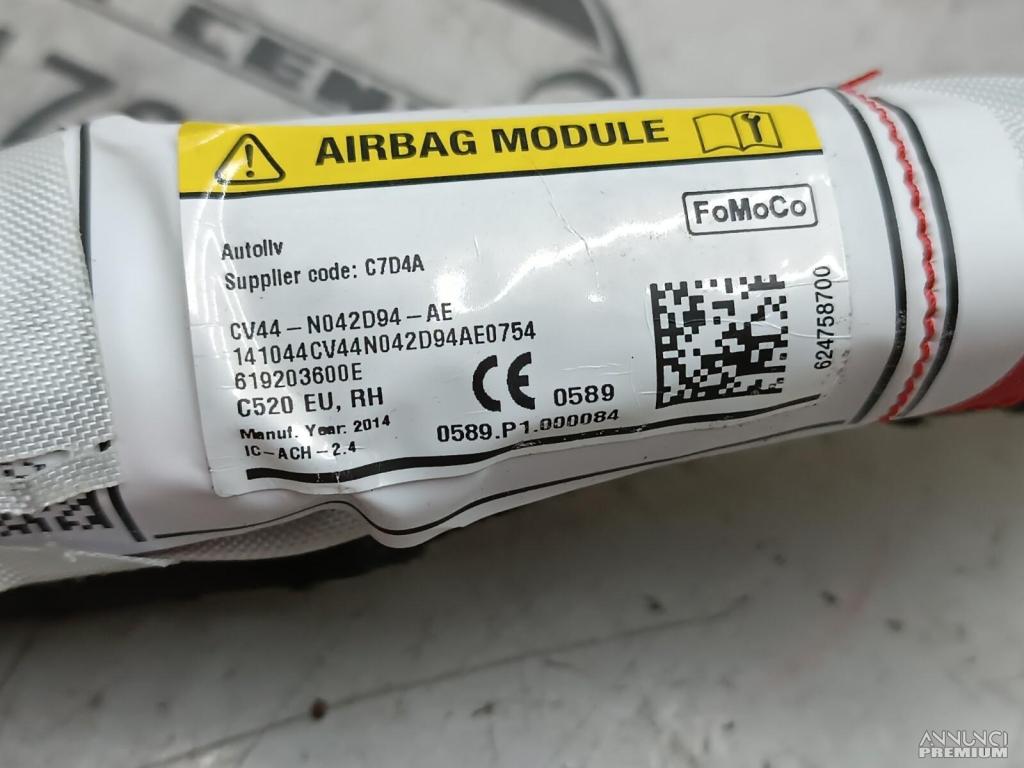 CENT
AIRBAG MODULE
FoMoCo
Autoliv
Supplier code: C7D4A
CV44-N042D94-AE
141044CV44N042D94AE0754
619203600E
C520 EU, RH
Manuf. Year: 2014
IC-ACH-2.4
CE 0589
0589.P1.000084
624758700
ANNUNCI
PREMIUM